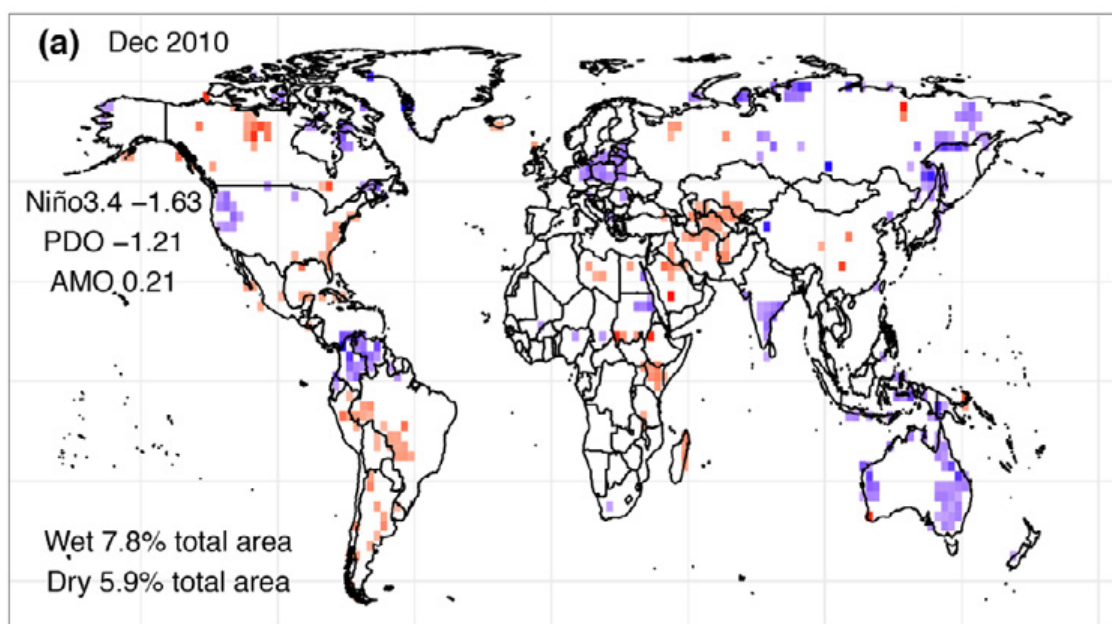 (a) Dec 2010
Niño3.4 −1.63
PDO −1.21
AMO 0.21
Wet 7.8% total area
Dry 5.9% total area